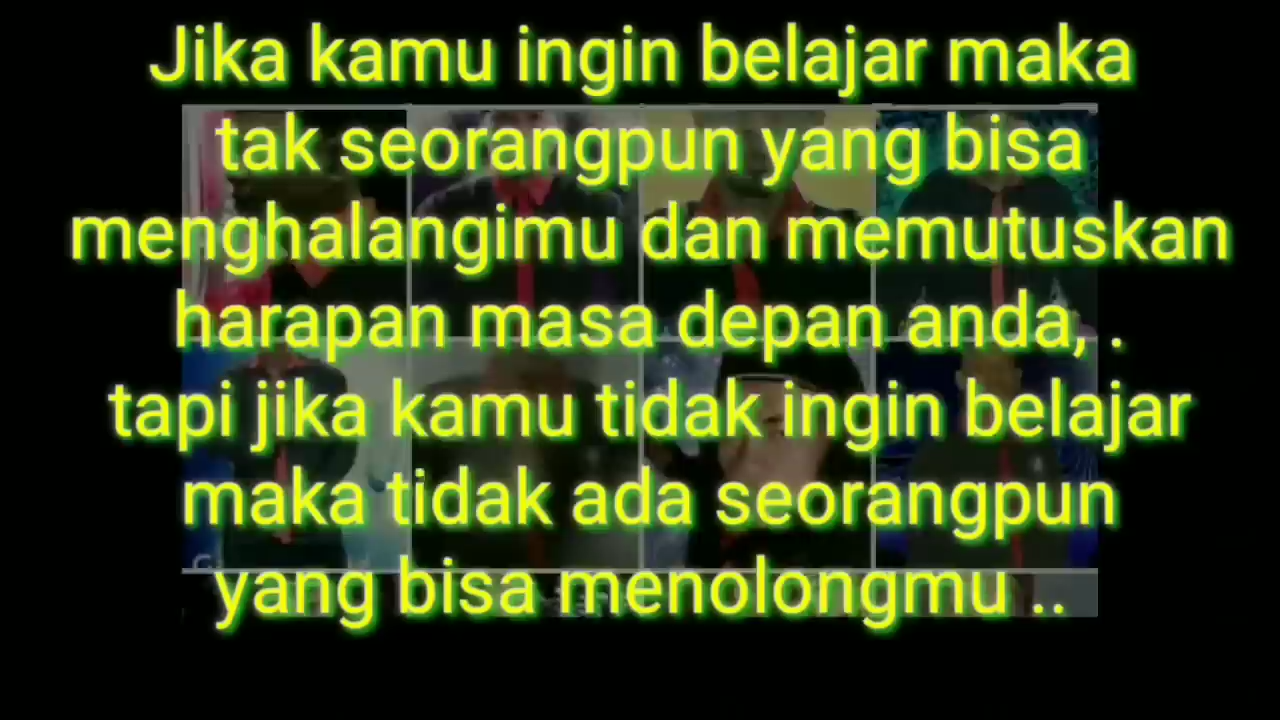 Jika kamu ingin belajar maka
tak seorangpun yang bisa
menghalangimu dan memutuskan
harapan masa depan anda, .
tapi jika kamu tidak ingin belajar
maka tidak ada seorangpun
yang bisa menolongmu ..